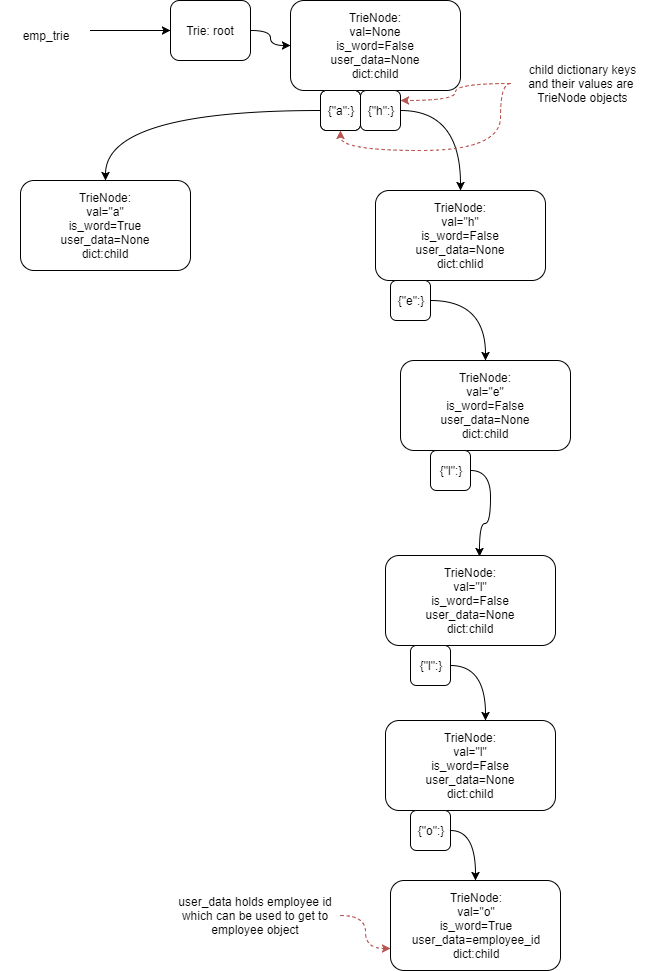 emp_trie
Trie: root
TrieNode:
val=None
is_word=False
user_data=None
dict:child
child dictionary keys
and their values are
TrieNode objects
{"a":}
{"h":}
TrieNode:
val="a"
is_word=True
user_data=None
dict:child
TrieNode:
val="h"
is_word=False
user_data=None
dict:chlid
{"e":}
TrieNode:
val="e"
is_word=False
user_data=None
dict:child
{"l":}
TrieNode:
val="l"
is_word=False
user_data=None
dict:child
{"l":}
TrieNode:
val="l"
is_word=False
user_data=None
dict:child
{"o":}
user_data holds employee id
which can be used to get to
employee object
TrieNode:
val="o"
is_word=True
user_data=employee_id
dict:child